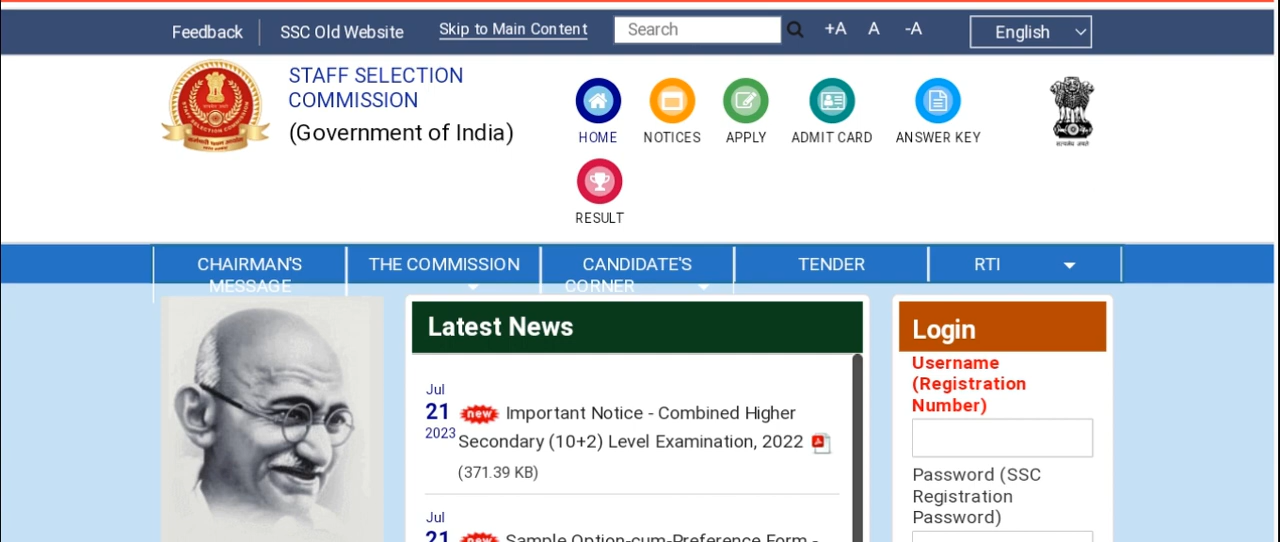 Feedback
SSC Old Website
Skip to Main Content
Search
+A
A
-A
English
STAFF SELECTION
COMMISSION
(Government of India)
HOME
NOTICES
APPLY
ADMIT CARD
ANSWER KEY
RESULT
CHAIRMAN'S
MESSAGE
THE COMMISSION
CANDIDATE'S
CORNER
TENDER
RTI
Latest News
Jul
21
2023
new Important Notice - Combined Higher
Secondary (10+2) Level Examination, 2022
(371.39 KB)
Jul
21
new Sample Option-cum-Preference Form -
Login
Username
(Registration
Number)
Password (SSC
Registration
Password)